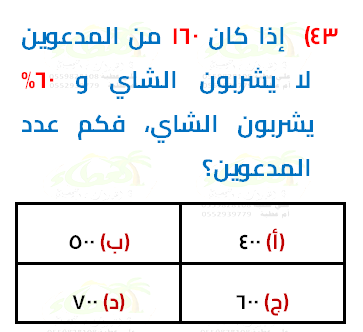 ٤٣) إذا كان ١٦٠ من المدعوين
لا يشربون الشاي و ٦٠%
يشربون الشاي، فكم عدد
المدعوين؟
(أ) ٤٠٠ (ب) ٥٠٠
(ج) ٦٠٠ (د) ٧٠٠